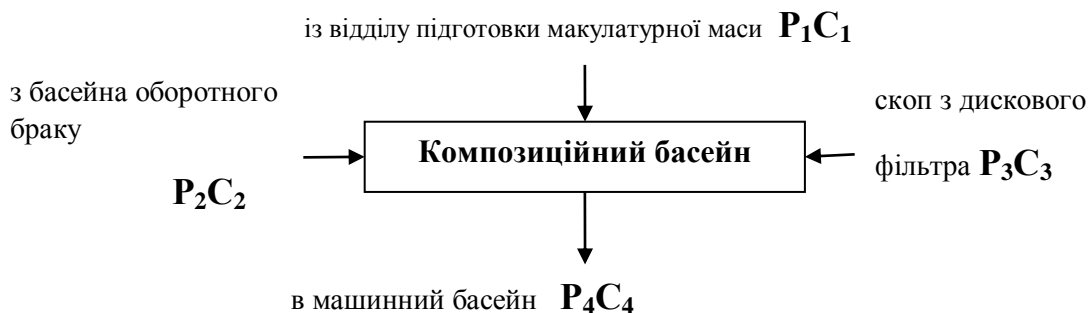 із відділу підготовки макулатурної маси P₁C₁
з басейна оборотного
браку
P₂C₂
Композиційний басейн
скоп з дискового
фільтра P₃C₃
в машинний басейн P₄C₄